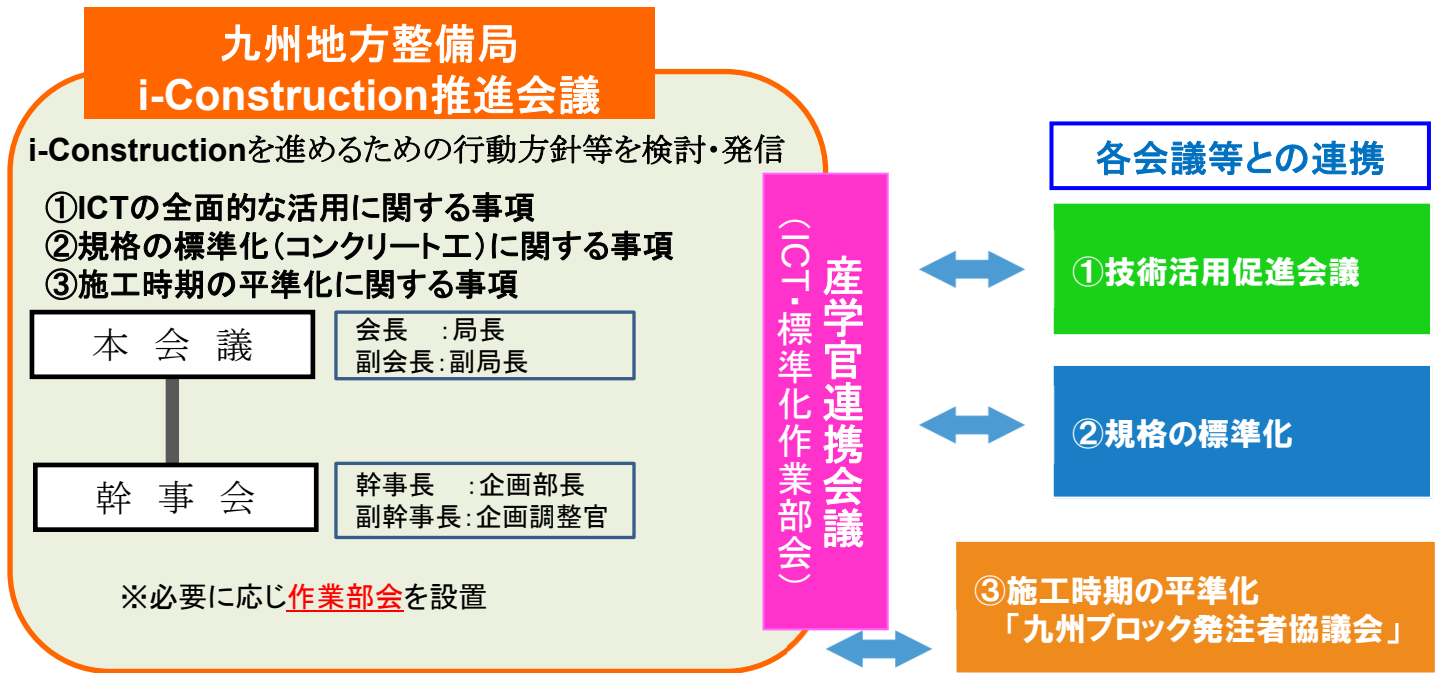 九州地方整備局
i-Construction推進会議
i-Constructionを進めるための行動方針等を検討・発信
①ICTの全面的な活用に関する事項
②規格の標準化（コンクリート工）に関する事項
③施工時期の平準化に関する事項
本 会 議
会長　：局長
副会長：副局長
幹 事 会
幹事長　：企画部長
副幹事長：企画調整官
※必要に応じ作業部会を設置
産学官連携会議
（ICT・標準化作業部会）
各会議等との連携
①技術活用促進会議
②規格の標準化
③施工時期の平準化
「九州ブロック発注者協議会」